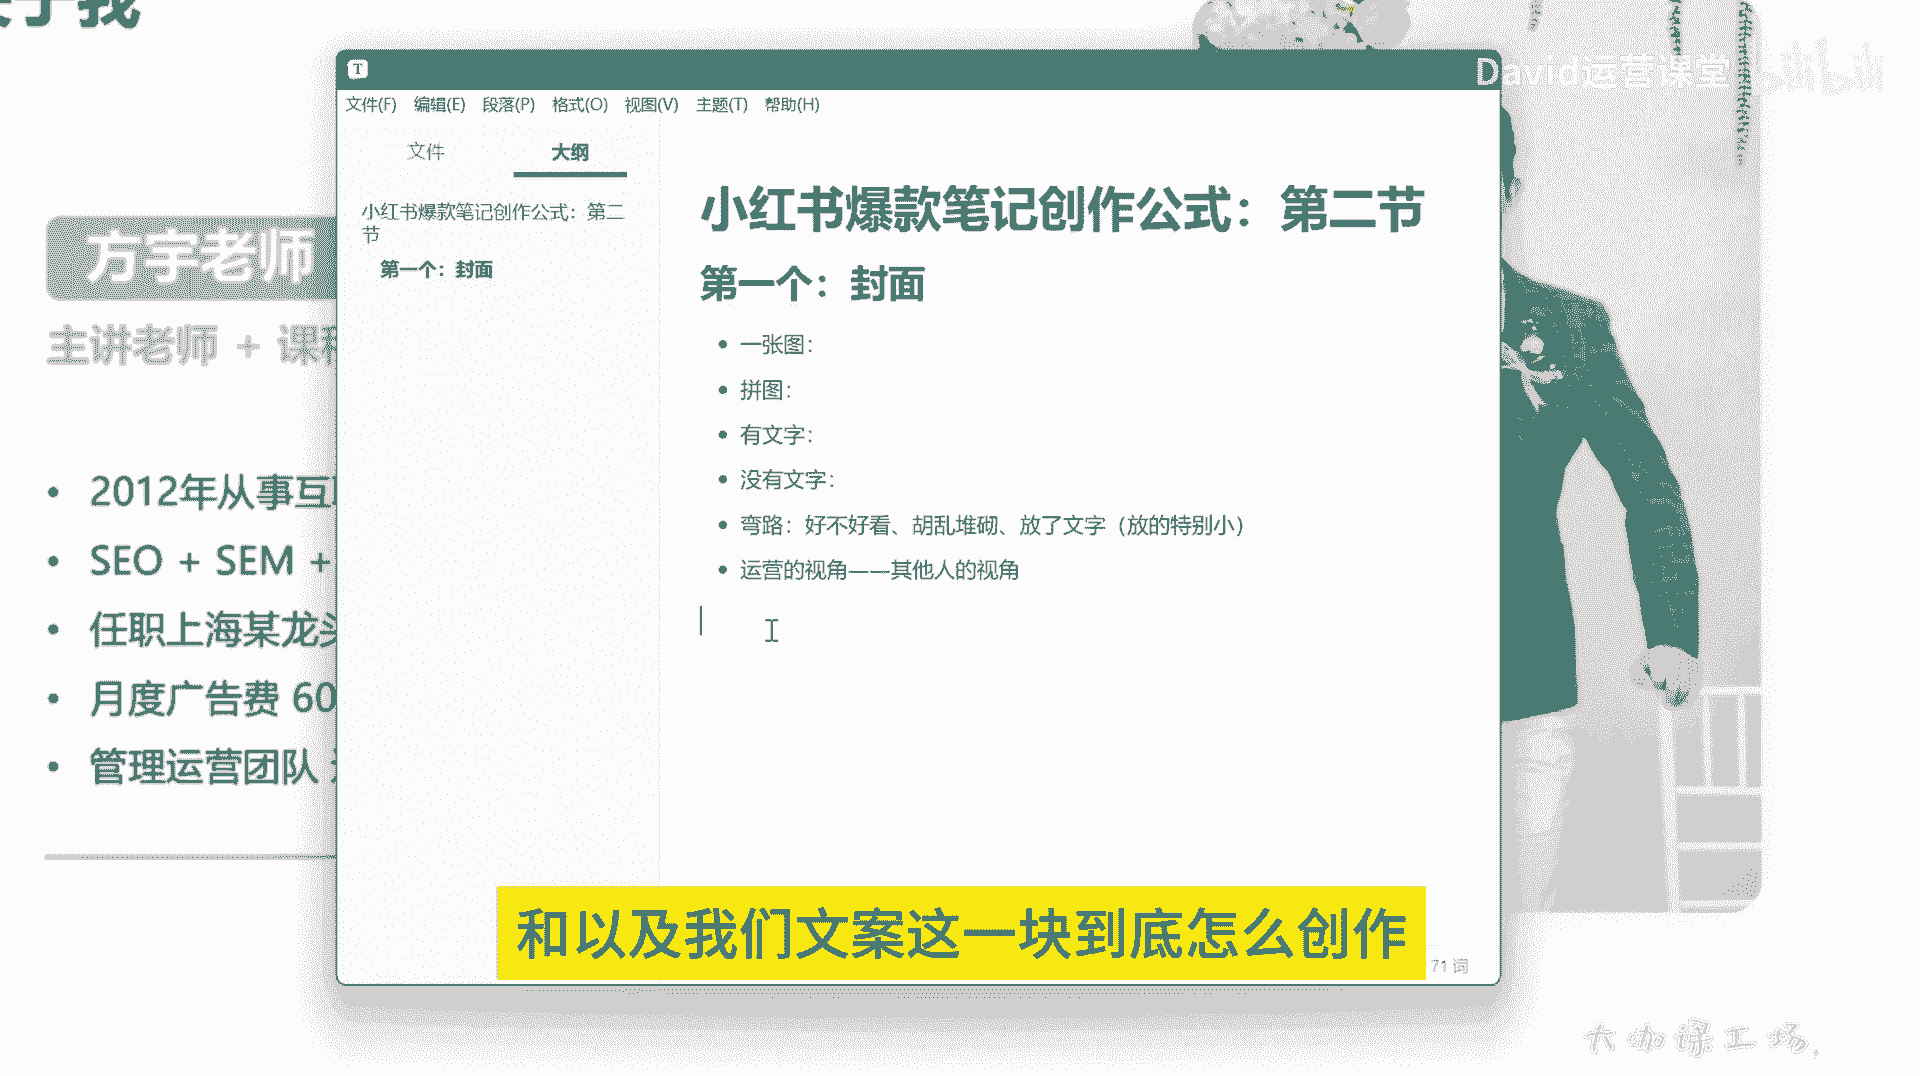 David运营课堂
文件(F) 编辑(E) 段落(P) 格式(O) 视图(V) 主题(T) 帮助(H)
文件 大纲
小红书爆款笔记创作公式：第二
节
第一个：封面
小红书爆款笔记创作公式：第二节
第一个：封面
一张图：
拼图：
有文字：
没有文字：
弯路：好不好看、胡乱堆砌、放了文字（放的特别小）
运营的视角——其他人的视角
71 词
方宇老师
主讲老师 + 课
2012年从事互
SEO + SEM +
任职上海某龙
月度广告费 60
管理运营团队
和以及我们文案这一块到底怎么创作
大咖课工场.